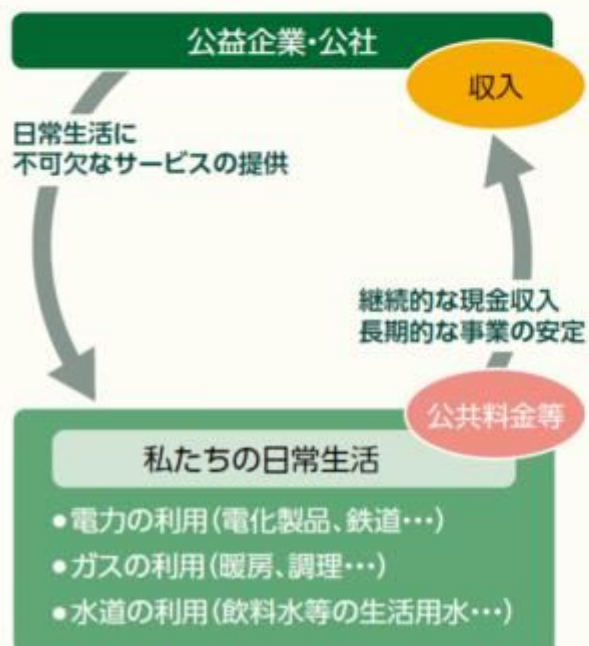 公益企業・公社
収入
日常生活に
不可欠なサービスの提供
継続的な現金収入
長期的な事業の安定
公共料金等
私たちの日常生活
●電力の利用(電化製品、鉄道･･･)
●ガスの利用(暖房、調理･･･)
●水道の利用(飲料水等の生活用水･･･)